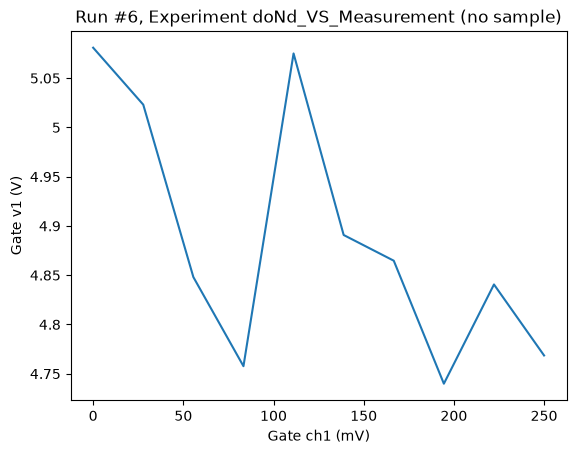 Run #6, Experiment doNd_VS_Measurement (no sample)
5.05
5
4.95
4.9
4.85
4.8
4.75
Gate v1 (V)
0 50 100 150 200 250
Gate ch1 (mV)